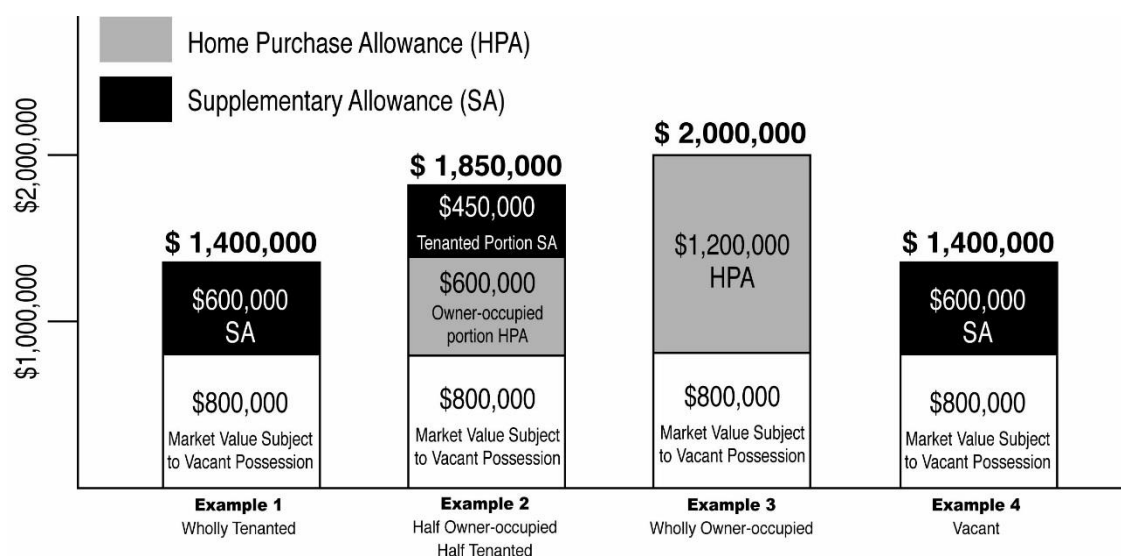 Home Purchase Allowance (HPA)
Supplementary Allowance (SA)
$2,000,000
$1,000,000
$ 1,400,000
$600,000
SA
$800,000
Market Value Subject
to Vacant Possession
Example 1
Wholly Tenanted
$ 1,850,000
$450,000
Tenanted Portion SA
$600,000
Owner-occupied
portion HPA
$800,000
Market Value Subject
to Vacant Possession
Example 2
Half Owner-occupied
Half Tenanted
$ 2,000,000
$1,200,000
HPA
$800,000
Market Value Subject
to Vacant Possession
Example 3
Wholly Owner-occupied
$ 1,400,000
$600,000
SA
$800,000
Market Value Subject
to Vacant Possession
Example 4
Vacant